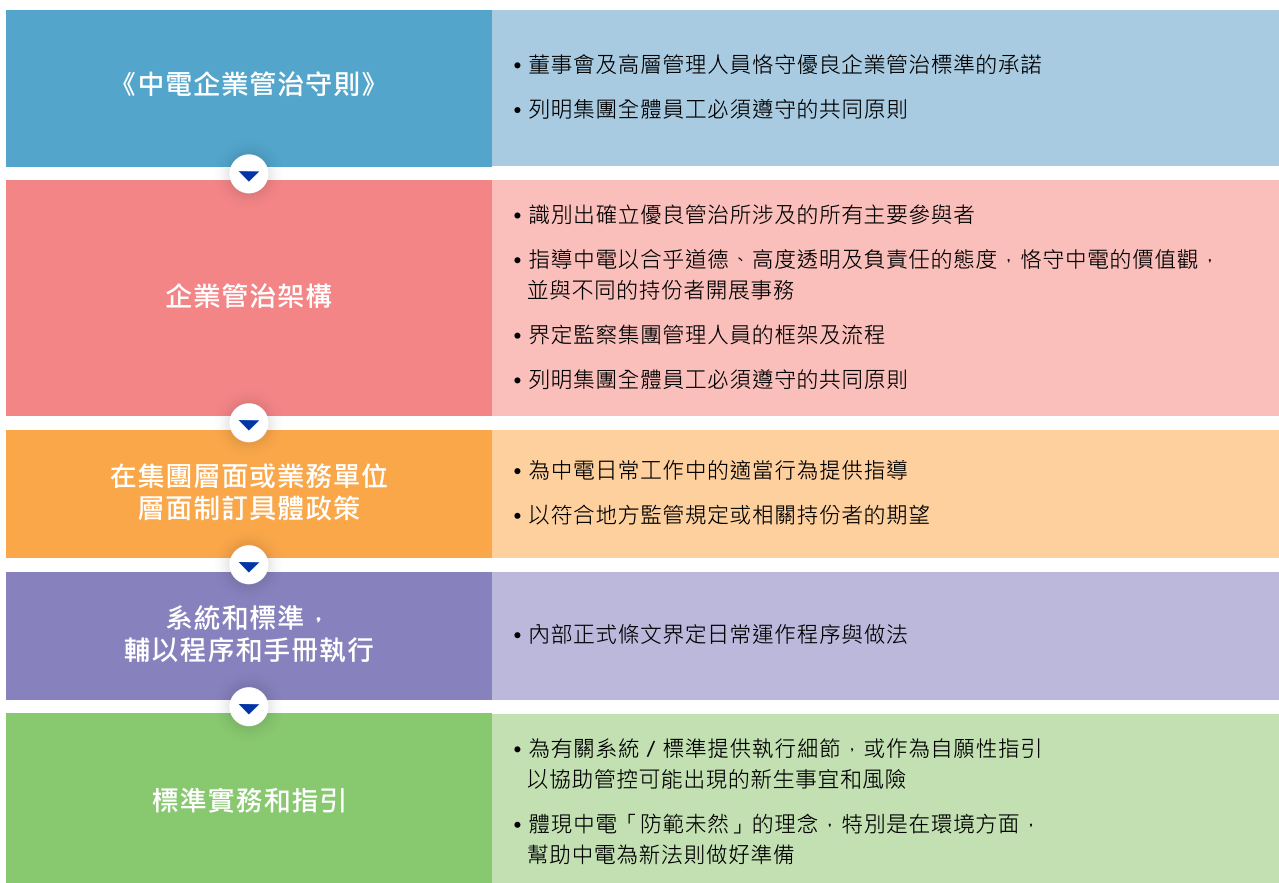 《中電企業管治守則》
• 董事會及高層管理人員恪守優良企業管治標準的承諾
• 列明集團全體員工必須遵守的共同原則
企業管治架構
• 識別出確立優良管治所涉及的所有主要參與者
• 指導中電以合乎道德、高度透明及負責任的態度，恪守中電的價值觀，
並與不同的持份者開展事務
• 界定監察集團管理人員的框架及流程
• 列明集團全體員工必須遵守的共同原則
在集團層面或業務單位
層面制訂具體政策
• 為中電日常工作中的適當行為提供指導
• 以符合地方監管規定或相關持份者的期望
系統和標準，
輔以程序和手冊執行
• 內部正式條文界定日常運作程序與做法
標準實務和指引
• 為有關系統 / 標準提供執行細節，或作為自願性指引
以協助管控可能出現的新生事宜和風險
• 體現中電「防範未然」的理念，特別是在環境方面，
幫助中電為新法則做好準備